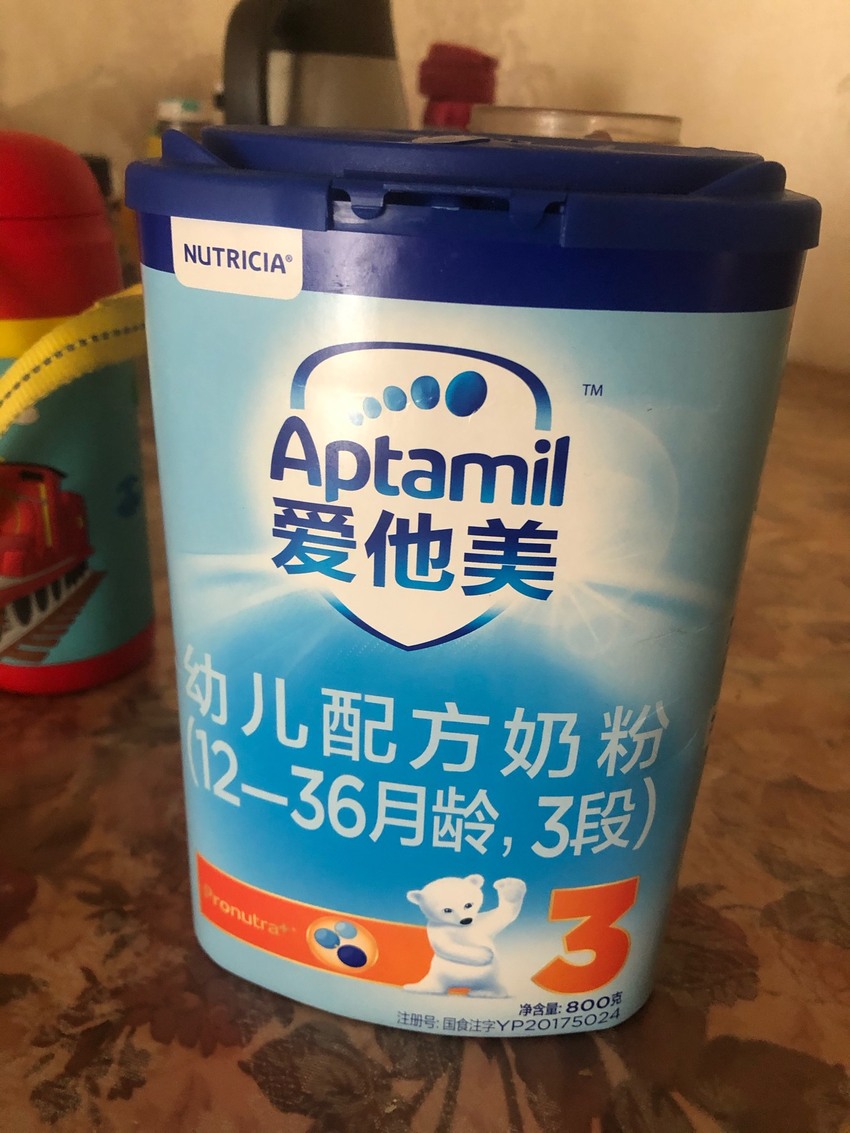 NUTRICIA®
Aptamil™
爱他美
幼儿配方奶粉
(12—36月龄, 3段)
Pronutra+
3
净含量: 800克
注册号: 国食注字YP20175024